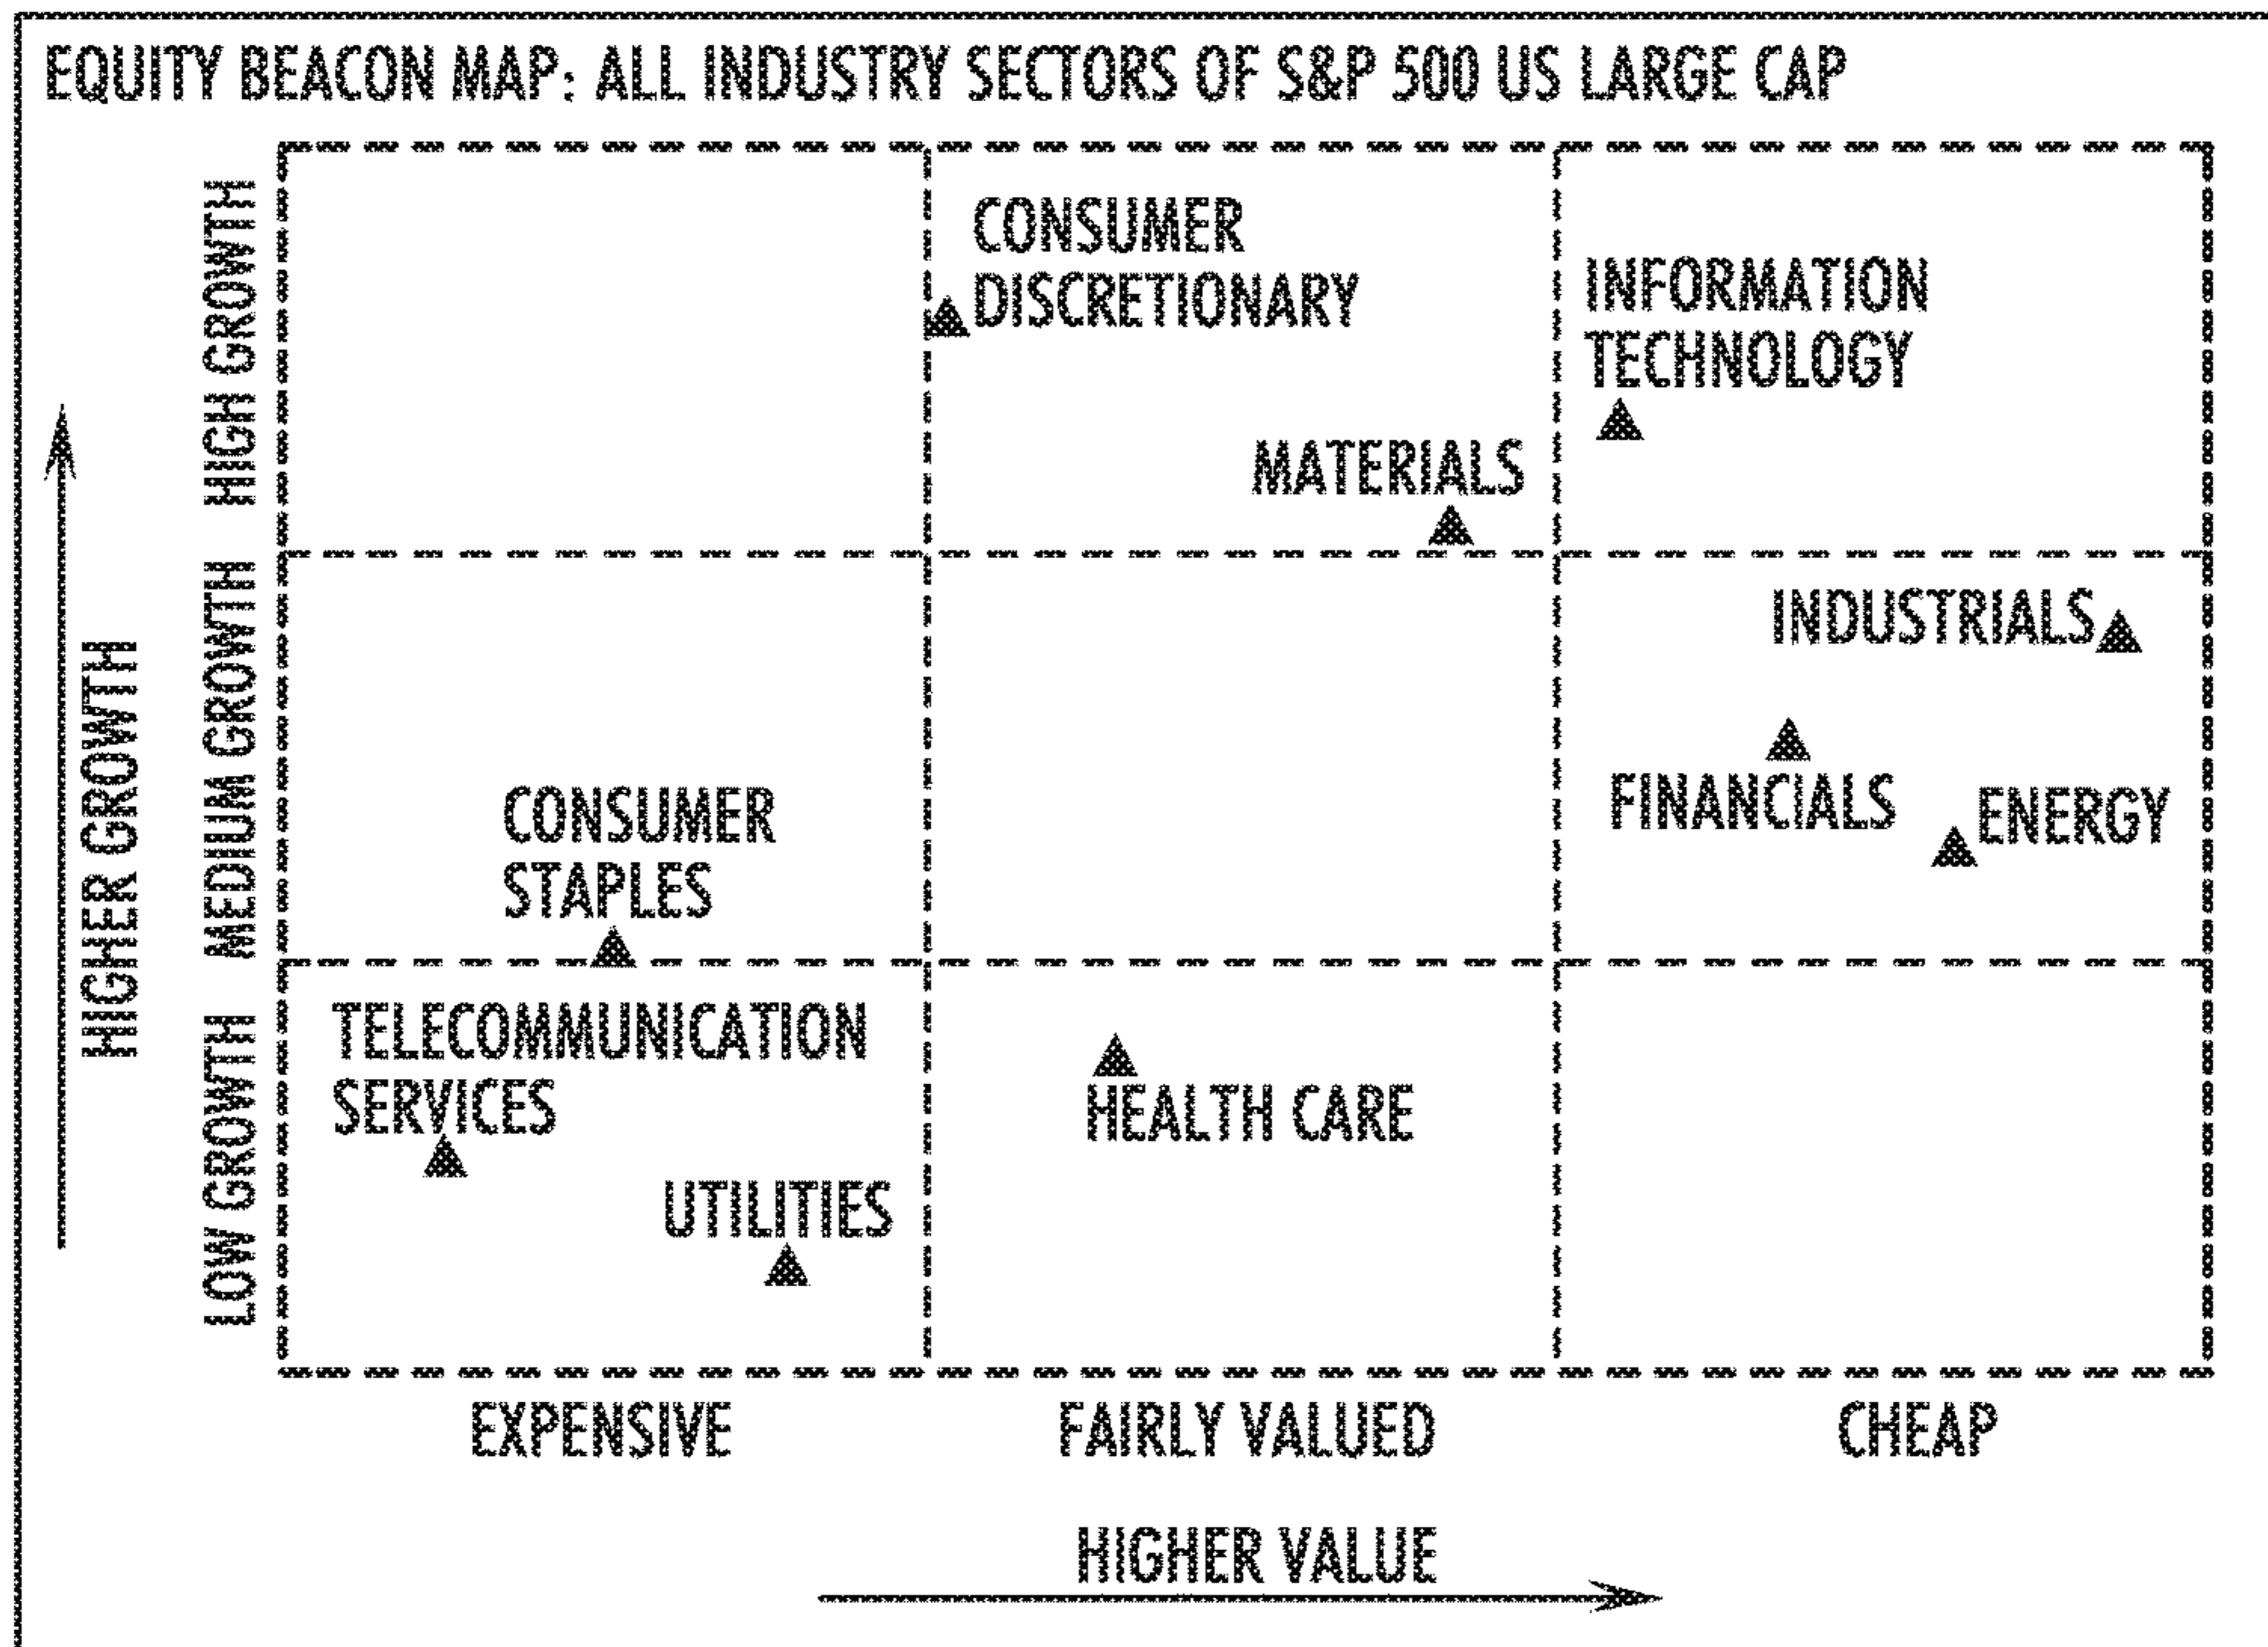 EQUITY BEACON MAP: ALL INDUSTRY SECTORS OF S&P 500 US LARGE CAP
HIGHER GROWTH
HIGH GROWTH
MEDIUM GROWTH
LOW GROWTH
CONSUMER
DISCRETIONARY
INFORMATION
TECHNOLOGY
MATERIALS
INDUSTRIALS
FINANCIALS
ENERGY
CONSUMER
STAPLES
TELECOMMUNICATION
SERVICES
HEALTH CARE
UTILITIES
EXPENSIVE
FAIRLY VALUED
CHEAP
HIGHER VALUE